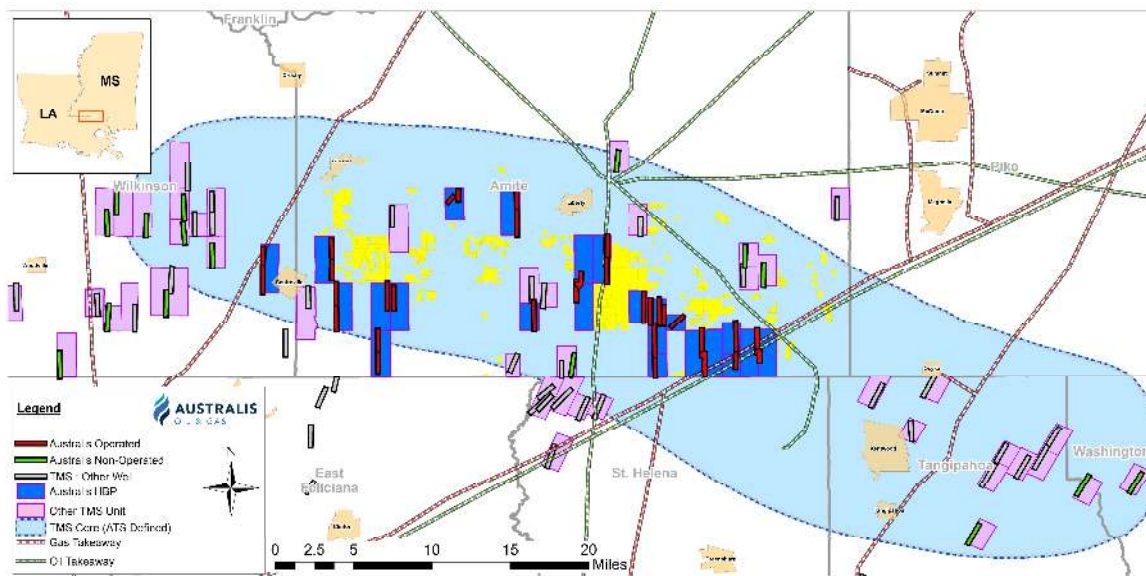 Franklin
MS
LA
Wilkinson
Amite
Liberty
Pike
Legend
AUSTRALIS
OIL & GAS
Australis Operated
Australis Non-Operated
TMS - Other Well
Australis HBP
Other TMS Unit
TMS Core (ATS Defined)
Gas Takeaway
Oil Takeaway
East
Feliciana
St. Helena
Kentwood
Tangipahoa
Washington
0 2.5 5 10 15 20
Miles